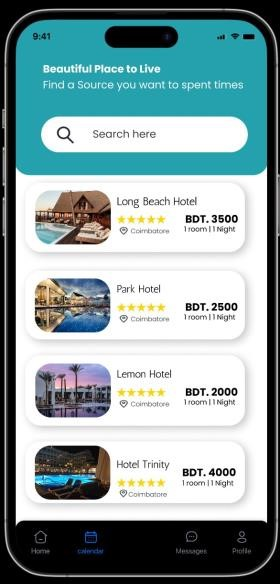 9:41
Beautiful Place to Live
Find a Source you want to spent times
Search here
Long Beach Hotel
BDT. 3500
Coimbatore
1 room | 1 Night
Park Hotel
BDT. 2500
Coimbatore
1 room | 1 Night
Lemon Hotel
BDT. 2000
Coimbatore
1 room | 1 Night
Hotel Trinity
BDT. 4000
Coimbatore
1 room | 1 Night
Home
calendar
Messages
Profile